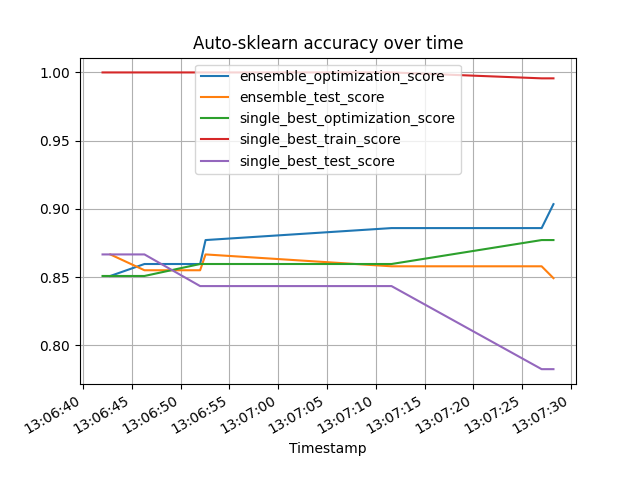 Auto-sklearn accuracy over time
ensemble_optimization_score
ensemble_test_score
single_best_optimization_score
single_best_train_score
single_best_test_score
1.00
0.95
0.90
0.85
0.80
13:06:40
13:06:45
13:06:50
13:06:55
13:07:00
13:07:05
13:07:10
13:07:15
13:07:20
13:07:25
13:07:30
Timestamp